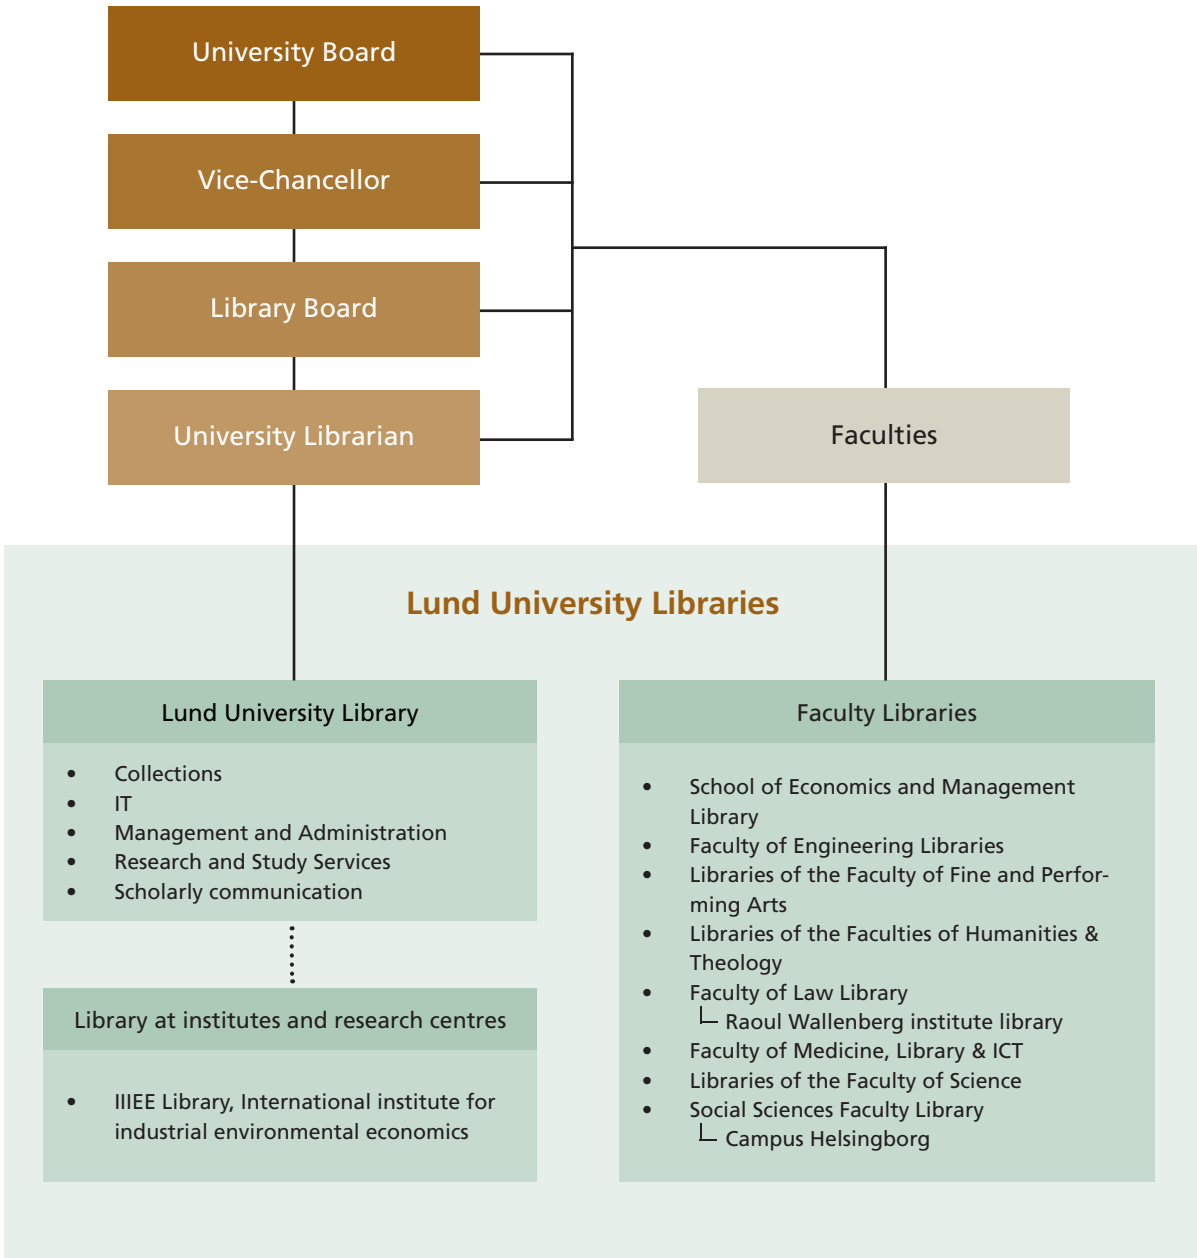 University Board
Vice-Chancellor
Library Board
University Librarian
Faculties
Lund University Libraries
Lund University Library
• Collections
• IT
• Management and Administration
• Research and Study Services
• Scholarly communication
Library at institutes and research centres
• IIIEE Library, International institute for
industrial environmental economics
Faculty Libraries
• School of Economics and Management
Library
• Faculty of Engineering Libraries
• Libraries of the Faculty of Fine and Perfor-
ming Arts
• Libraries of the Faculties of Humanities &
Theology
• Faculty of Law Library
Raoul Wallenberg institute library
• Faculty of Medicine, Library & ICT
• Libraries of the Faculty of Science
• Social Sciences Faculty Library
Campus Helsingborg